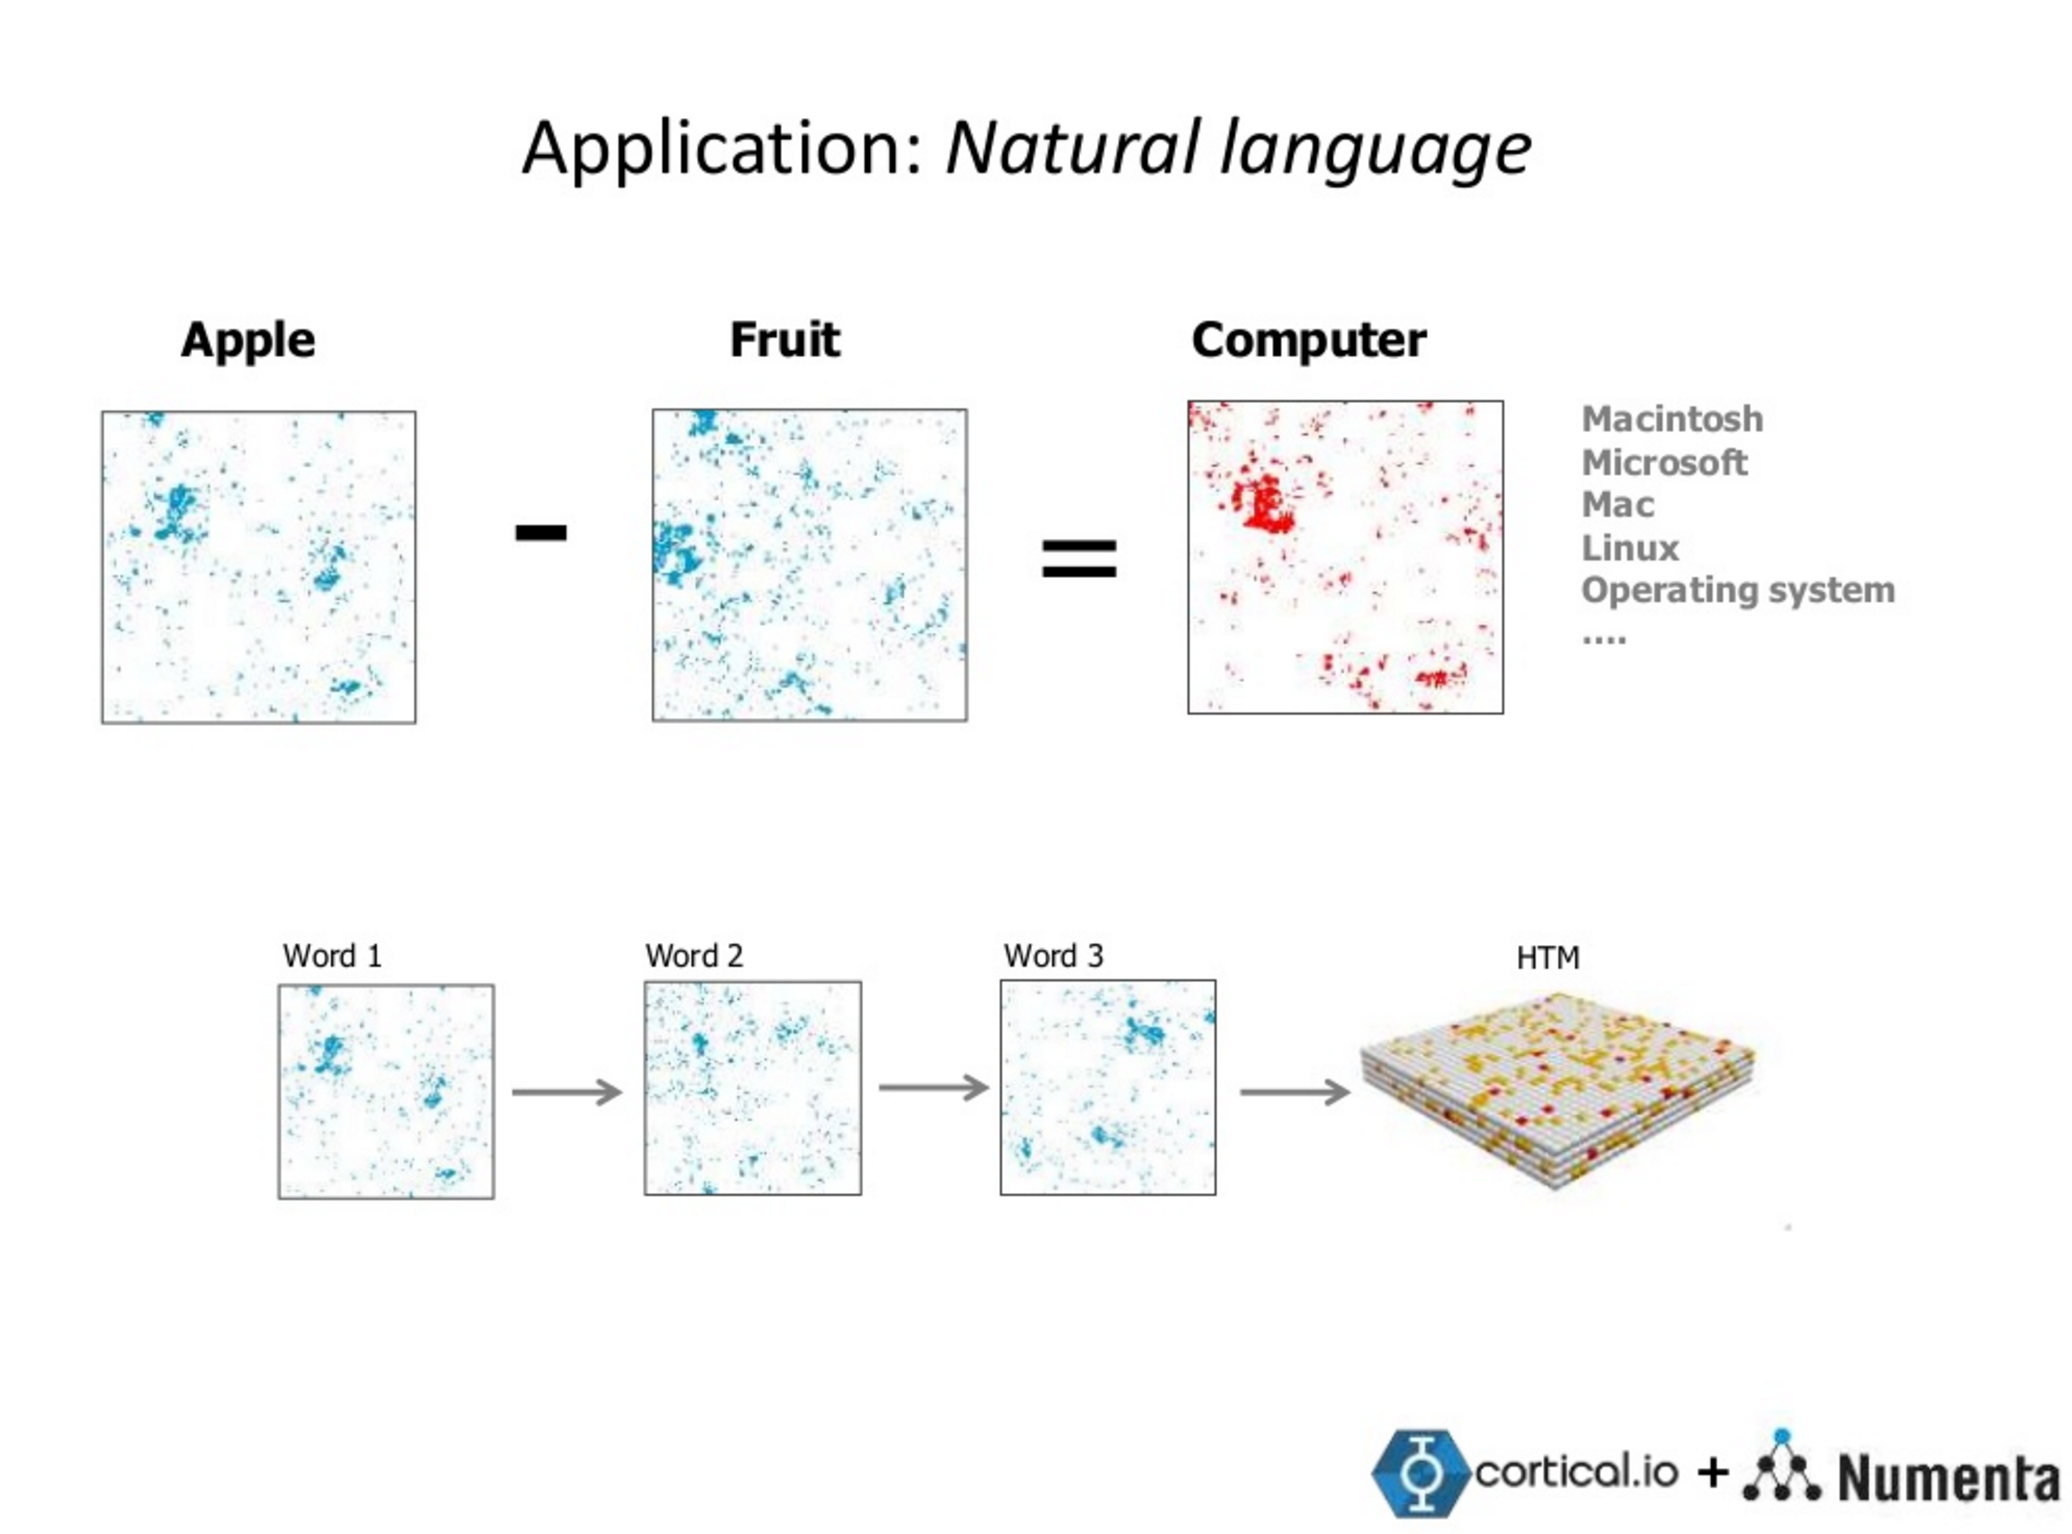 Application: Natural language
Apple
Fruit
Computer
-
=
Macintosh
Microsoft
Mac
Linux
Operating system
....
Word 1
Word 2
Word 3
HTM
cortical.io + Numenta